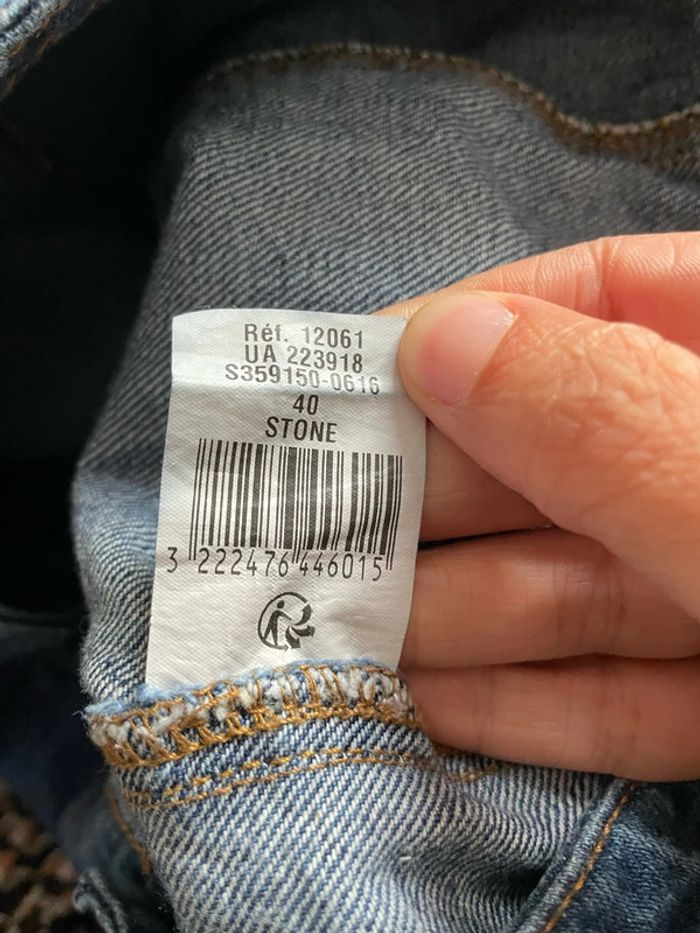 Réf. 12061
UA 223918
S359150-0616
40
STONE
3 222476 446015